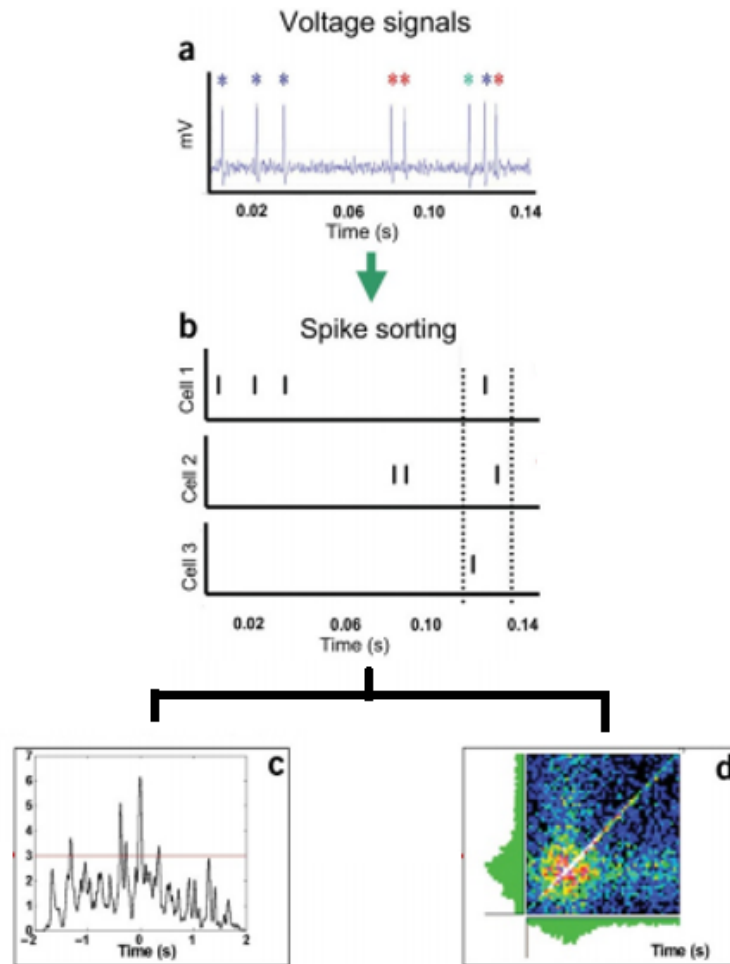 Voltage signals
a
* * * * * * * *
mV
0.02 0.06 0.10 0.14
Time (s)
b
Spike sorting
Cell 1
Cell 2
Cell 3
0.02 0.06 0.10 0.14
Time (s)
c
7
6
5
4
3
2
1
0
−2 −1 0 1 2
Time (s)
d
Time (s)